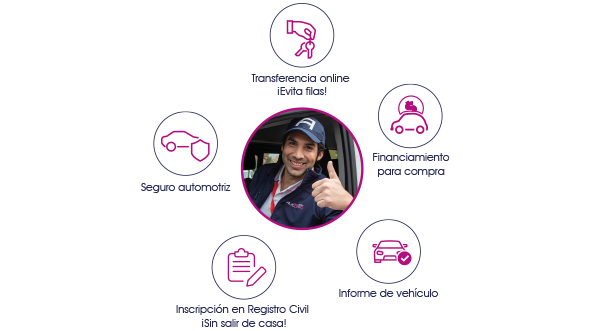 Transferencia online
¡Evita filas!
Financiamiento
para compra
Seguro automotriz
Informe de vehículo
Inscripción en Registro Civil
¡Sin salir de casa!